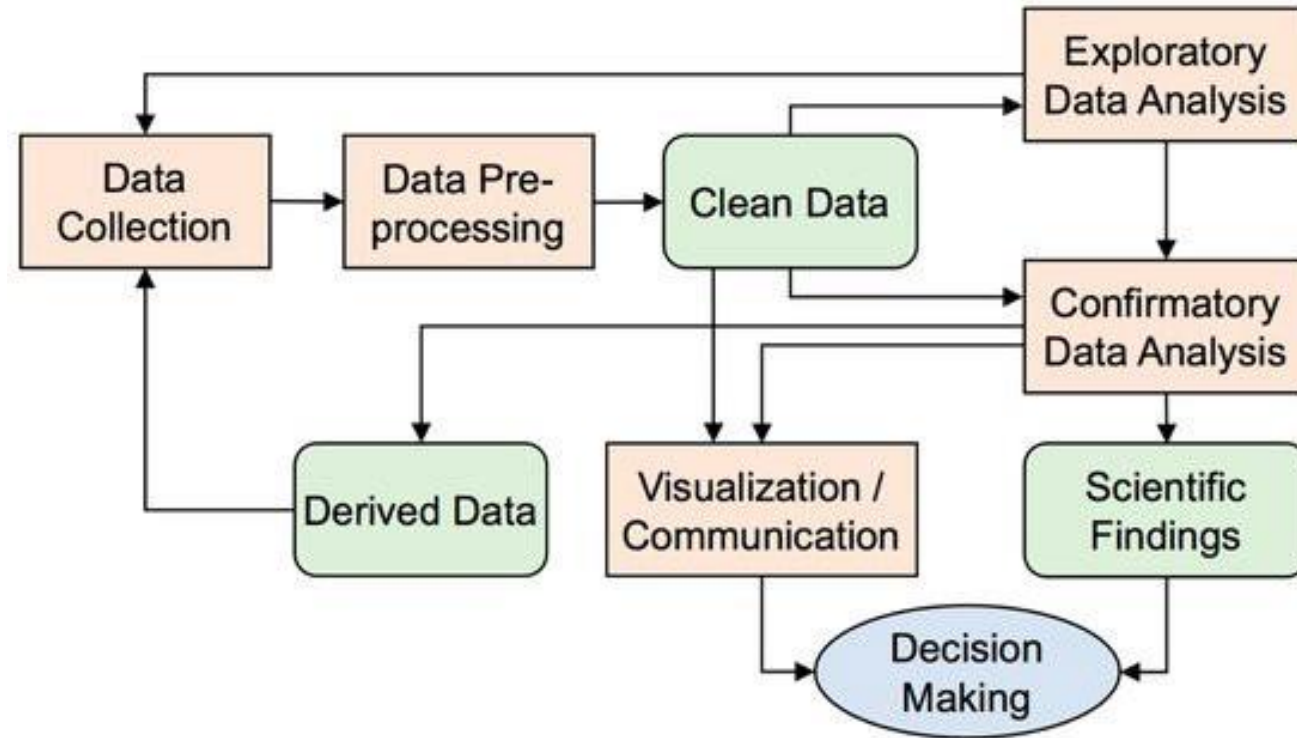 Exploratory
Data Analysis
Data
Collection
Data Pre-
processing
Clean Data
Confirmatory
Data Analysis
Derived Data
Visualization /
Communication
Scientific
Findings
Decision
Making